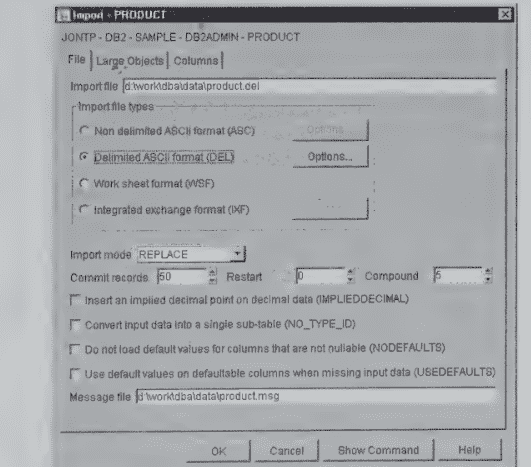 Import - PRODUCT
JONTP - DB2 - SAMPLE - DB2ADMIN - PRODUCT
File Large Objects Columns
Import file d:\work\dba\data\product.del
Import file types
Non delimited ASCII format (ASC) Options...
Delimited ASCII format (DEL) Options...
Work sheet format (WSF)
Integrated exchange format (IXF)
Import mode REPLACE
Commit records 50 Restart 0 Compound 5
Insert an implied decimal point on decimal data (IMPLIEDDECIMAL)
Convert input data into a single sub-table (NO_TYPE_ID)
Do not load default values for columns that are not nullable (NODEFAULTS)
Use default values on defaultable columns when missing input data (USEDEFAULTS)
Message file d:\work\dba\data\product.msg
OK Cancel Show Command Help